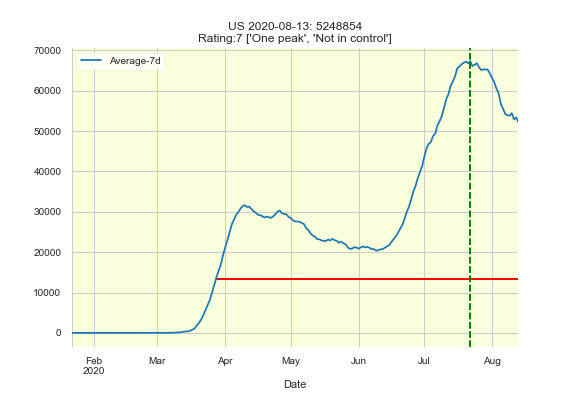 US 2020-08-13: 5248854
Rating:7 ['One peak', 'Not in control']
Average-7d
70000
60000
50000
40000
30000
20000
10000
0
Feb
2020
Mar
Apr
May
Jun
Jul
Aug
Date